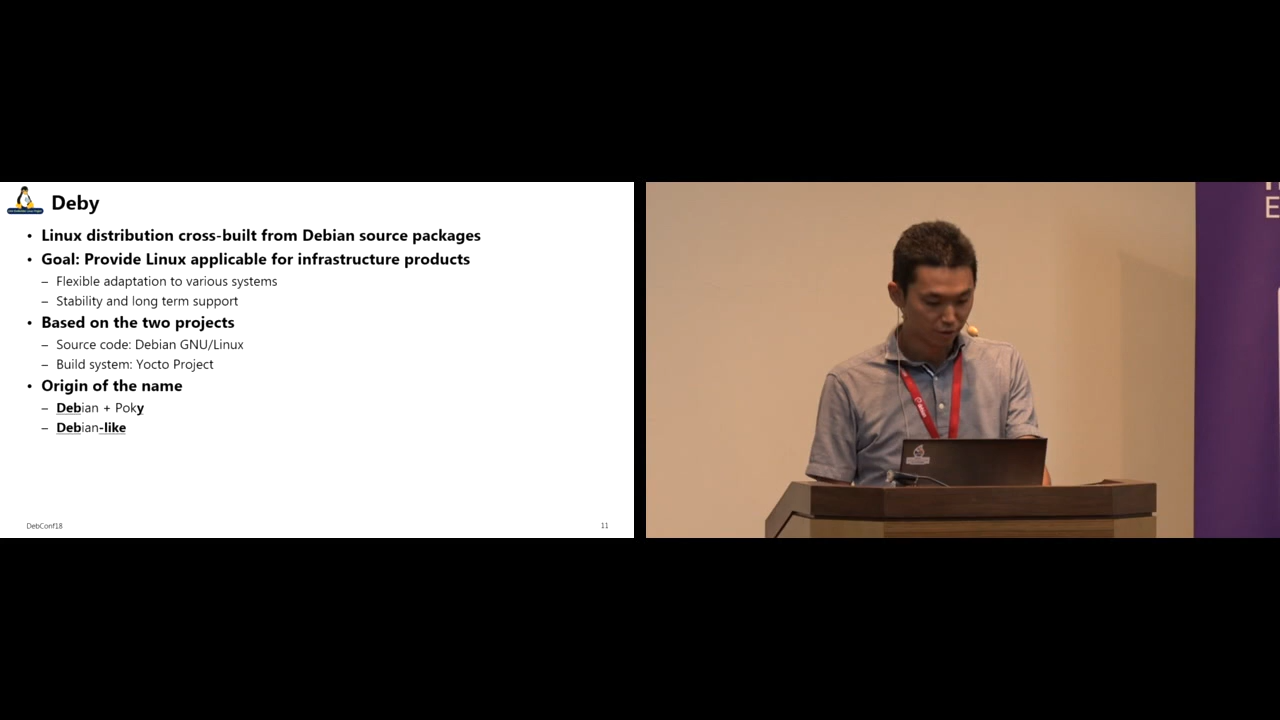 Deby
• Linux distribution cross-built from Debian source packages
• Goal: Provide Linux applicable for infrastructure products
– Flexible adaptation to various systems
– Stability and long term support
• Based on the two projects
– Source code: Debian GNU/Linux
– Build system: Yocto Project
• Origin of the name
– Debian + Poky
– Debian-like
DebConf18
11
E